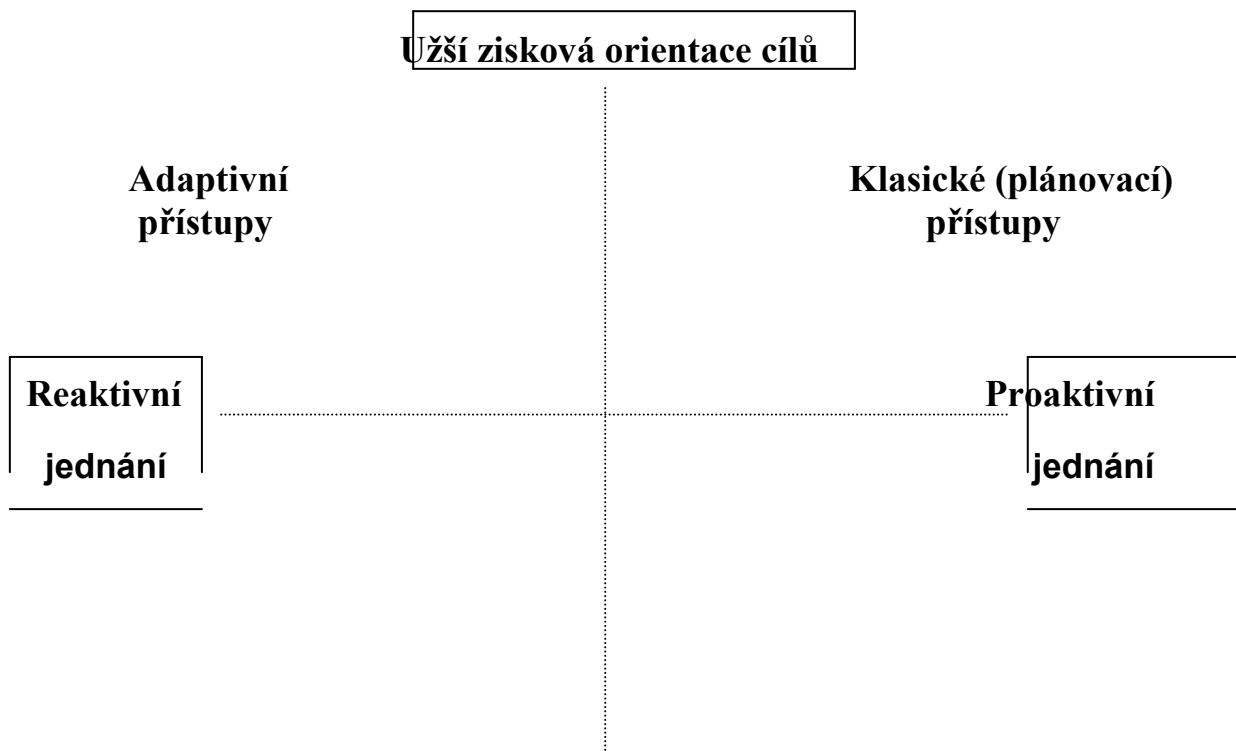 Užší zisková orientace cílů
Adaptivní
přístupy
Klasické (plánovací)
přístupy
Reaktivní
jednání
Proaktivní
jednání